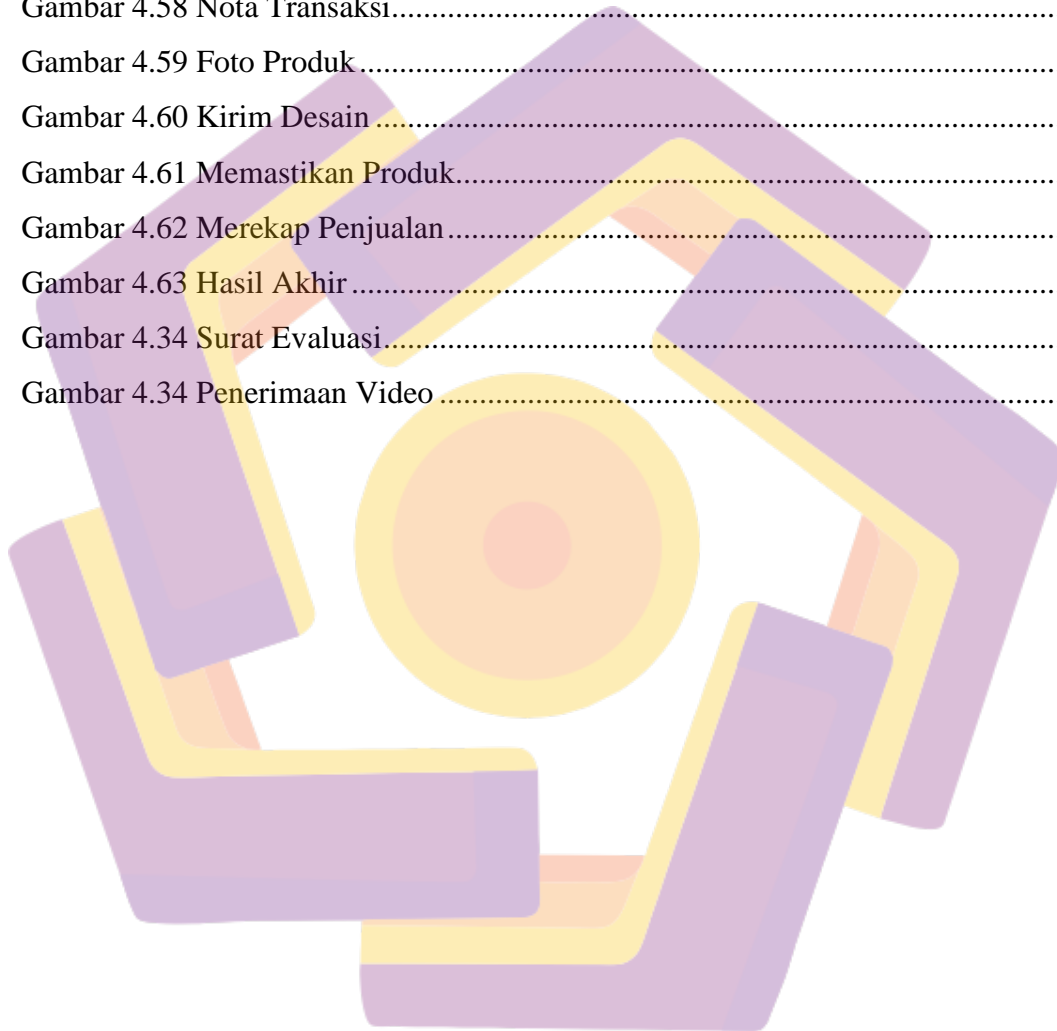 Gambar 4.58 Nota Transaksi................................................................................
Gambar 4.59 Foto Produk....................................................................................
Gambar 4.60 Kirim Desain..................................................................................
Gambar 4.61 Memastikan Produk........................................................................
Gambar 4.62 Merekap Penjualan.........................................................................
Gambar 4.63 Hasil Akhir.....................................................................................
Gambar 4.34 Surat Evaluasi.................................................................................
Gambar 4.34 Penerimaan Video..........................................................................